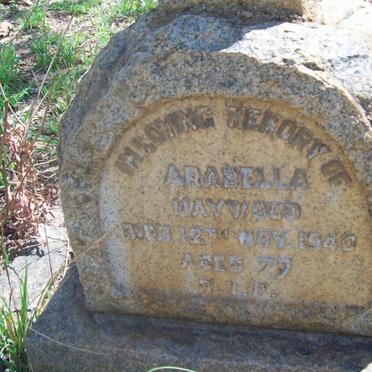 IN LOVING MEMORY OF
ARABELLA
HAYWOOD
DIED 12TH NOV. 1940
AGED 77
R.I.P.